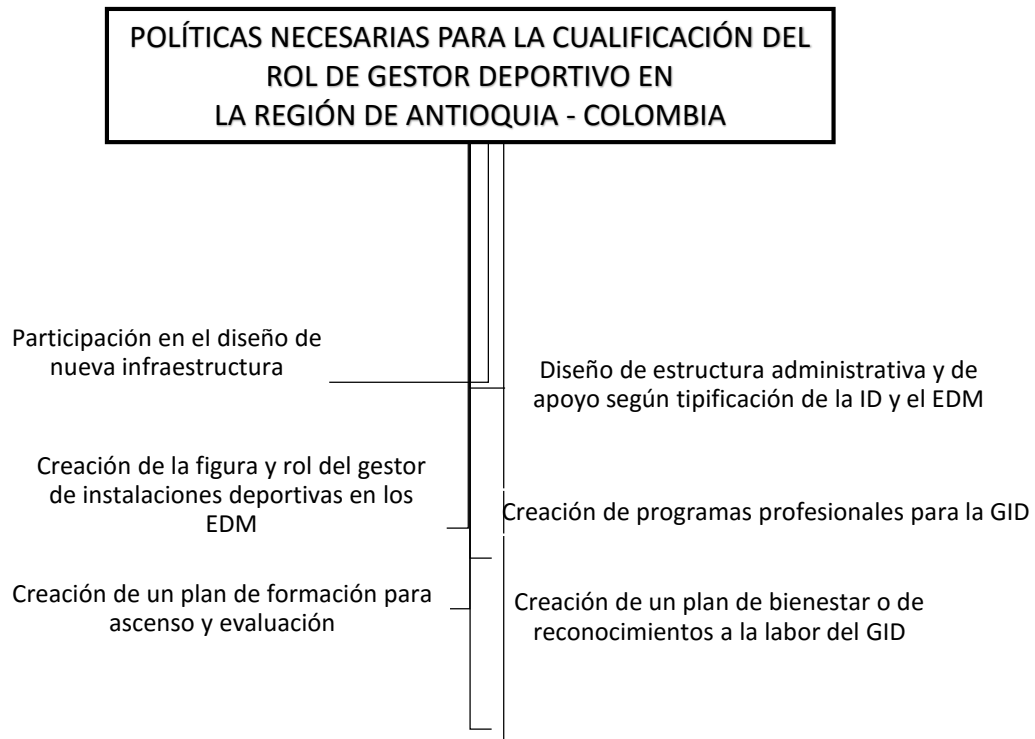 POLÍTICAS NECESARIAS PARA LA CUALIFICACIÓN DEL
ROL DE GESTOR DEPORTIVO EN
LA REGIÓN DE ANTIOQUIA - COLOMBIA
Participación en el diseño de
nueva infraestructura
Diseño de estructura administrativa y de
apoyo según tipificación de la ID y el EDM
Creación de la figura y rol del gestor
de instalaciones deportivas en los
EDM
Creación de programas profesionales para la GID
Creación de un plan de formación para
ascenso y evaluación
Creación de un plan de bienestar o de
reconocimientos a la labor del GID